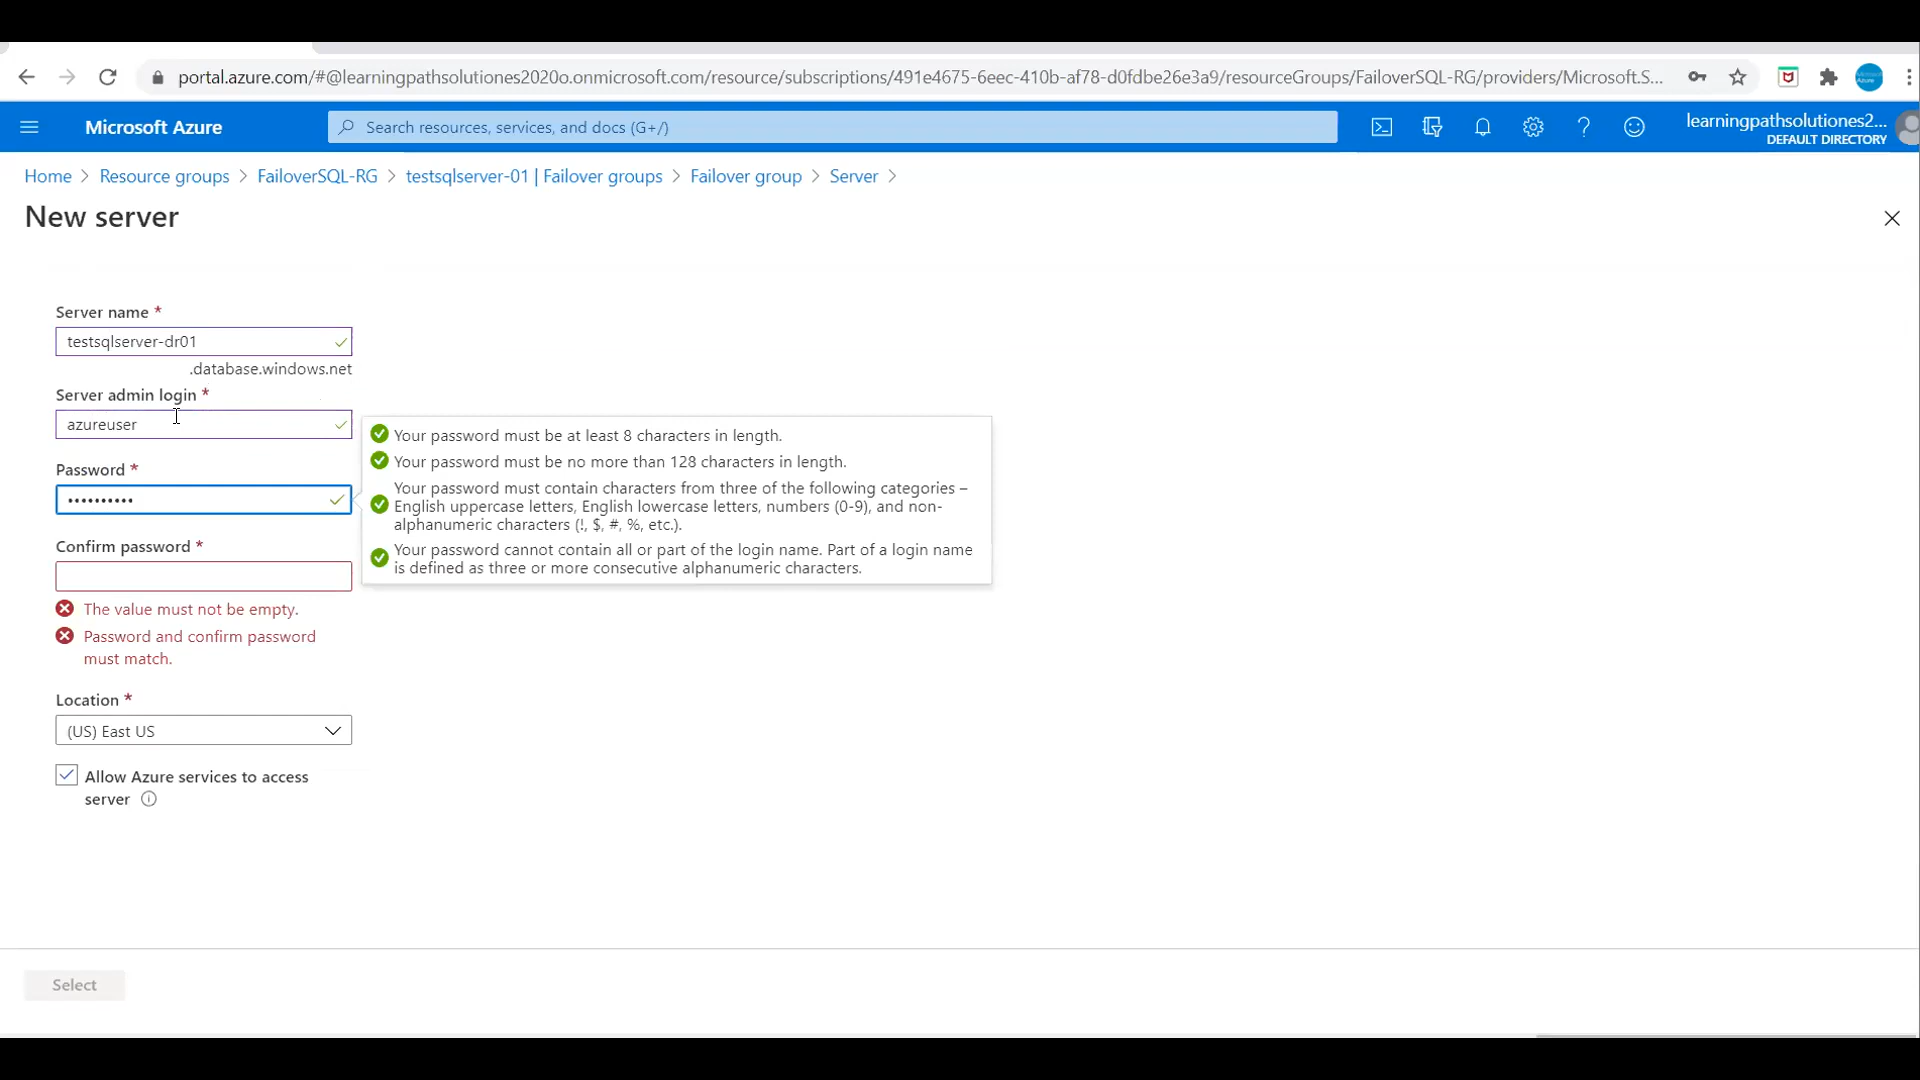 portal.azure.com/#@learningpathsolutiones2020o.onmicrosoft.com/resource/subscriptions/491e4675-6eec-410b-af78-d0fdbe26e3a9/resourceGroups/FailoverSQL-RG/providers/Microsoft.S...
Microsoft Azure
Search resources, services, and docs (G+/)
learningpathsolutiones2...
DEFAULT DIRECTORY
Home > Resource groups > FailoverSQL-RG > testsqlserver-01 | Failover groups > Failover group > Server >
New server
Server name *
testsqlserver-dr01
.database.windows.net
Server admin login *
azureuser
Password *
••••••••••
Your password must be at least 8 characters in length.
Your password must be no more than 128 characters in length.
Your password must contain characters from three of the following categories –
English uppercase letters, English lowercase letters, numbers (0-9), and non-
alphanumeric characters (!, $, #, %, etc.).
Your password cannot contain all or part of the login name. Part of a login name
is defined as three or more consecutive alphanumeric characters.
Confirm password *
The value must not be empty.
Password and confirm password
must match.
Location *
(US) East US
Allow Azure services to access
server
Select